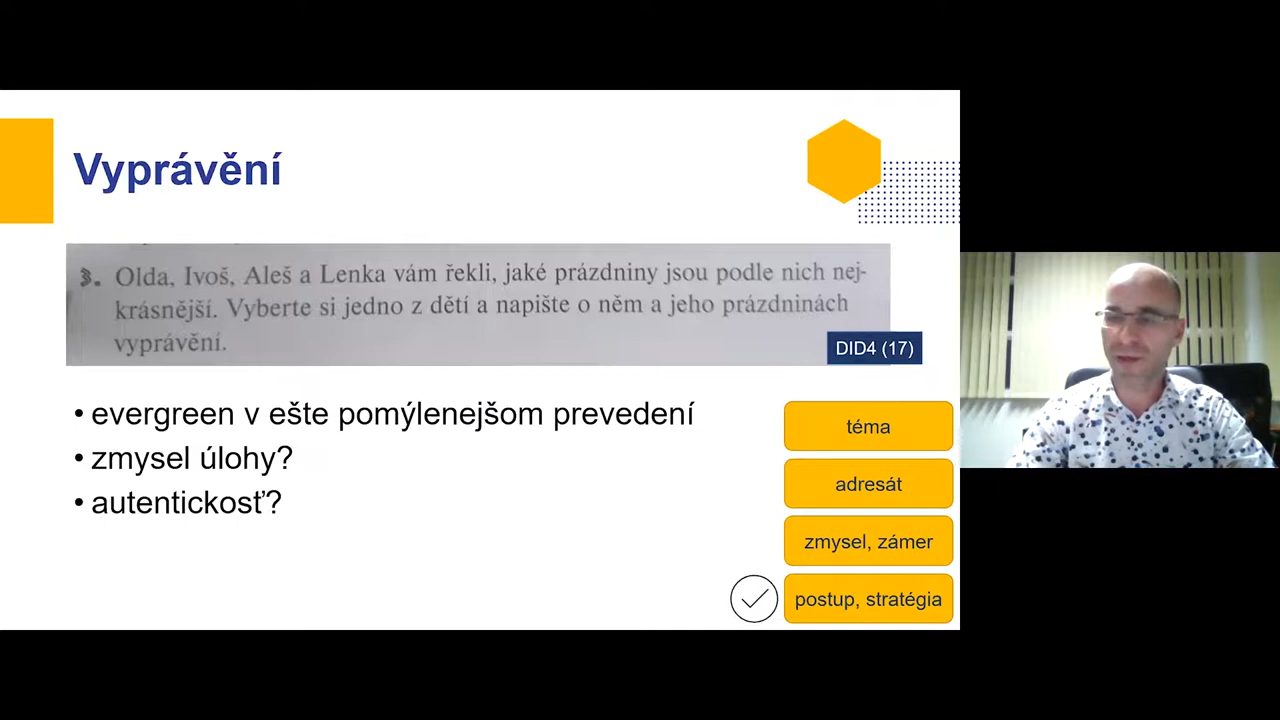 Vyprávění
3. Olda, Ivoš, Aleš a Lenka vám řekli, jaké prázdniny jsou podle nich nej-
krásnější. Vyberte si jedno z dětí a napište o něm a jeho prázdninách
vyprávění.
DID4 (17)
• evergreen v ešte pomýlenejšom prevedení
• zmysel úlohy?
• autentickosť?
téma
adresát
zmysel, zámer
postup, stratégia